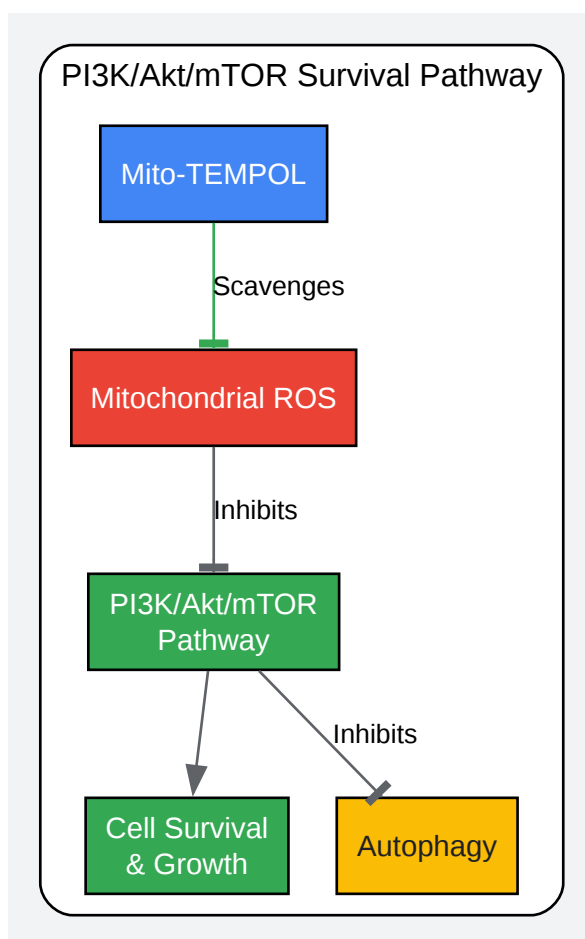 PI3K/Akt/mTOR Survival Pathway
Mito-TEMPOL
Scavenges
Mitochondrial ROS
Inhibits
PI3K/Akt/mTOR
Pathway
Inhibits
Cell Survival
& Growth
Autophagy